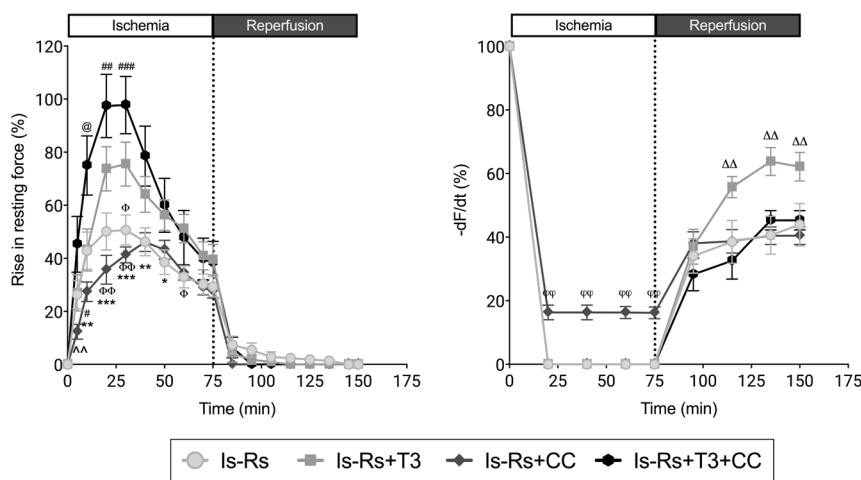 Ischemia Reperfusion
120
100
80
60
40
20
0
Rise in resting force (%)
@
##
###
Φ
ΦΦ
***
ΦΦ
***
**
*
Φ
#
**
^^
0 25 50 75 100 125 150 175
Time (min)
Ischemia Reperfusion
100
80
60
40
20
0
-dF/dt (%)
φφ φφ φφ φφ
ΔΔ ΔΔ ΔΔ
0 25 50 75 100 125 150 175
Time (min)
Is-Rs Is-Rs+T3 Is-Rs+CC Is-Rs+T3+CC